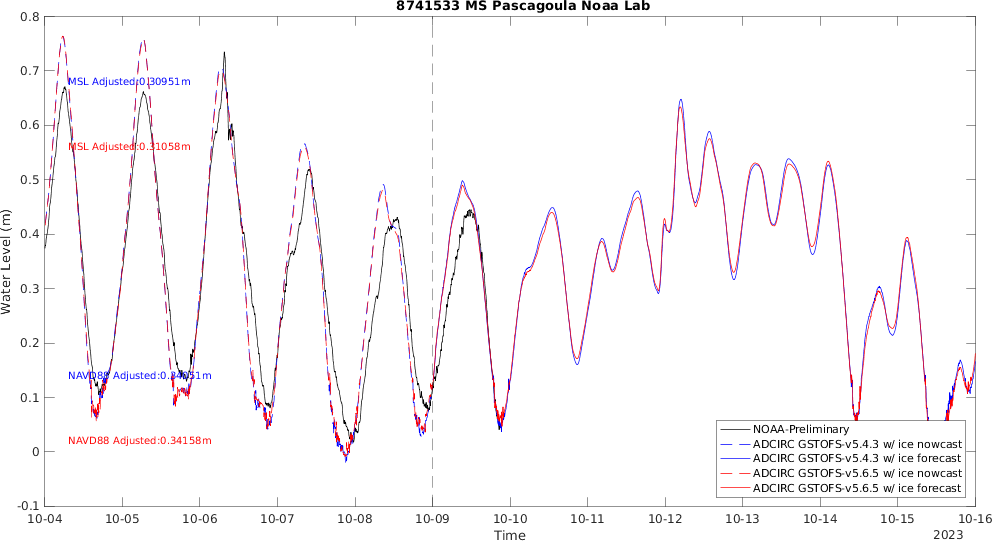 8741533 MS Pascagoula Noaa Lab
0.8
0.7
0.6
0.5
0.4
0.3
0.2
0.1
0
-0.1
Water Level (m)
MSL Adjusted:0.30951m
MSL Adjusted:0.31058m
NAVD88 Adjusted:0.34051m
NAVD88 Adjusted:0.34158m
NOAA-Preliminary
ADCIRC GSTOFS-v5.4.3 w/ ice nowcast
ADCIRC GSTOFS-v5.4.3 w/ ice forecast
ADCIRC GSTOFS-v5.6.5 w/ ice nowcast
ADCIRC GSTOFS-v5.6.5 w/ ice forecast
10-04 10-05 10-06 10-07 10-08 10-09 10-10 10-11 10-12 10-13 10-14 10-15 10-16
Time
2023